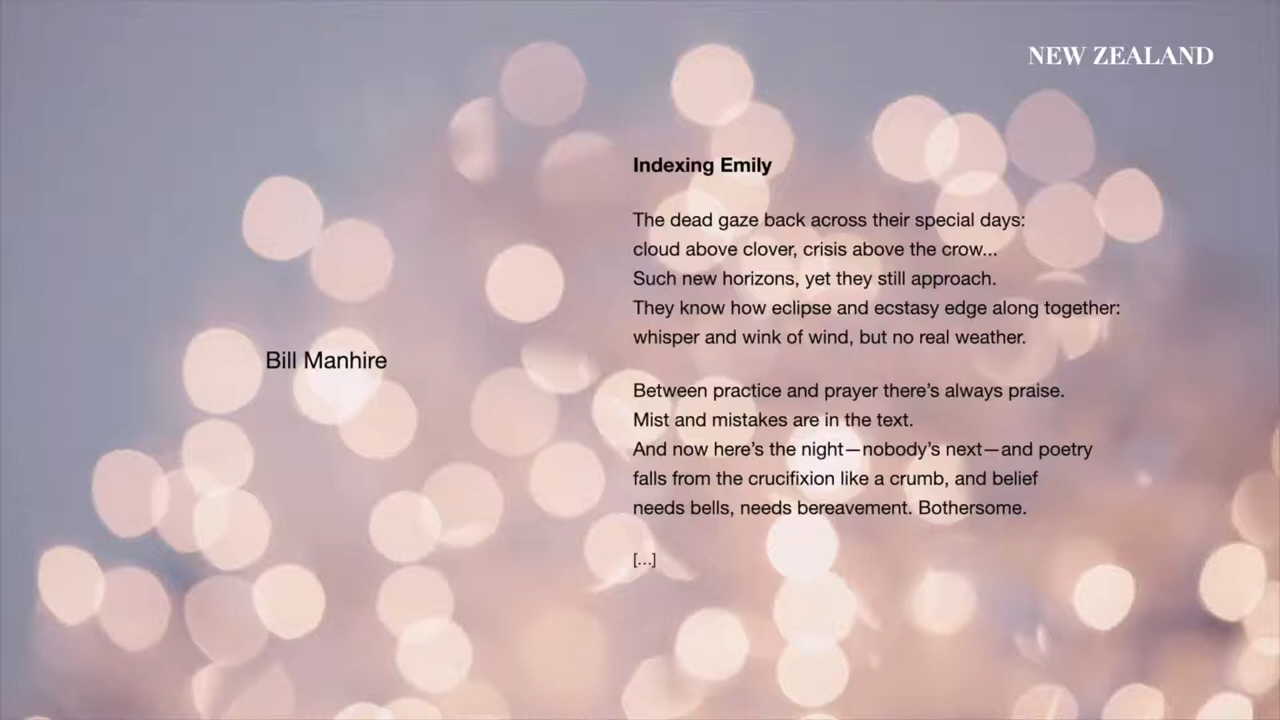 NEW ZEALAND
Bill Manhire
Indexing Emily
The dead gaze back across their special days:
cloud above clover, crisis above the crow...
Such new horizons, yet they still approach.
They know how eclipse and ecstasy edge along together:
whisper and wink of wind, but no real weather.
Between practice and prayer there’s always praise.
Mist and mistakes are in the text.
And now here’s the night—nobody’s next—and poetry
falls from the crucifixion like a crumb, and belief
needs bells, needs bereavement. Bothersome.
[...]